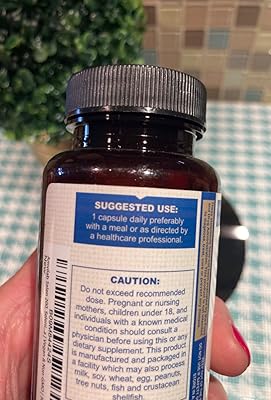 SUGGESTED USE:
1 capsule daily preferably
with a meal or as directed by
a healthcare professional.
CAUTION:
Do not exceed recommended
dose. Pregnant or nursing
mothers, children under 18, and
individuals with a known medical
condition should consult a
physician before using this or any
dietary supplement. This product
is manufactured and packaged in
a facility which may also process
milk, soy, wheat, egg, peanuts,
tree nuts, fish and crustacean
shellfish.